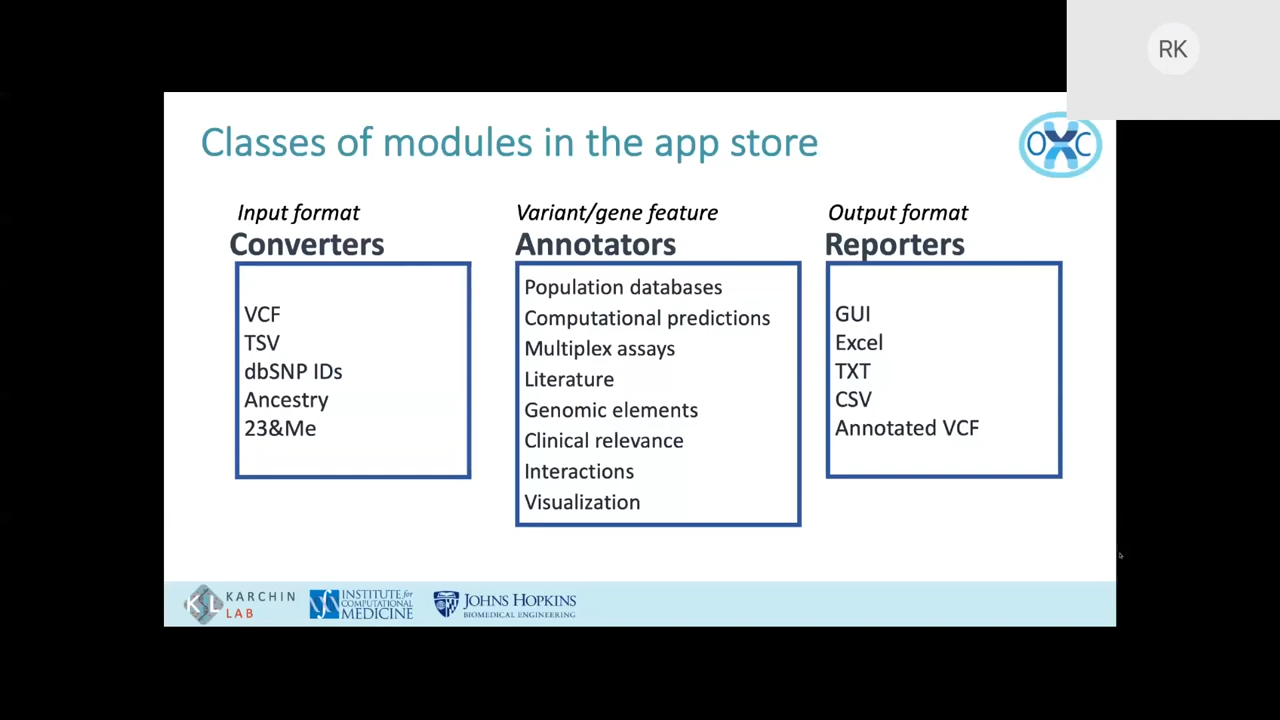 RK
Classes of modules in the app store
OXC
Input format
Converters
VCF
TSV
dbSNP IDs
Ancestry
23&Me
Variant/gene feature
Annotators
Population databases
Computational predictions
Multiplex assays
Literature
Genomic elements
Clinical relevance
Interactions
Visualization
Output format
Reporters
GUI
Excel
TXT
CSV
Annotated VCF
KL
KARCHIN
LAB
INSTITUTE for
COMPUTATIONAL
MEDICINE
JOHNS HOPKINS
BIOMEDICAL ENGINEERING